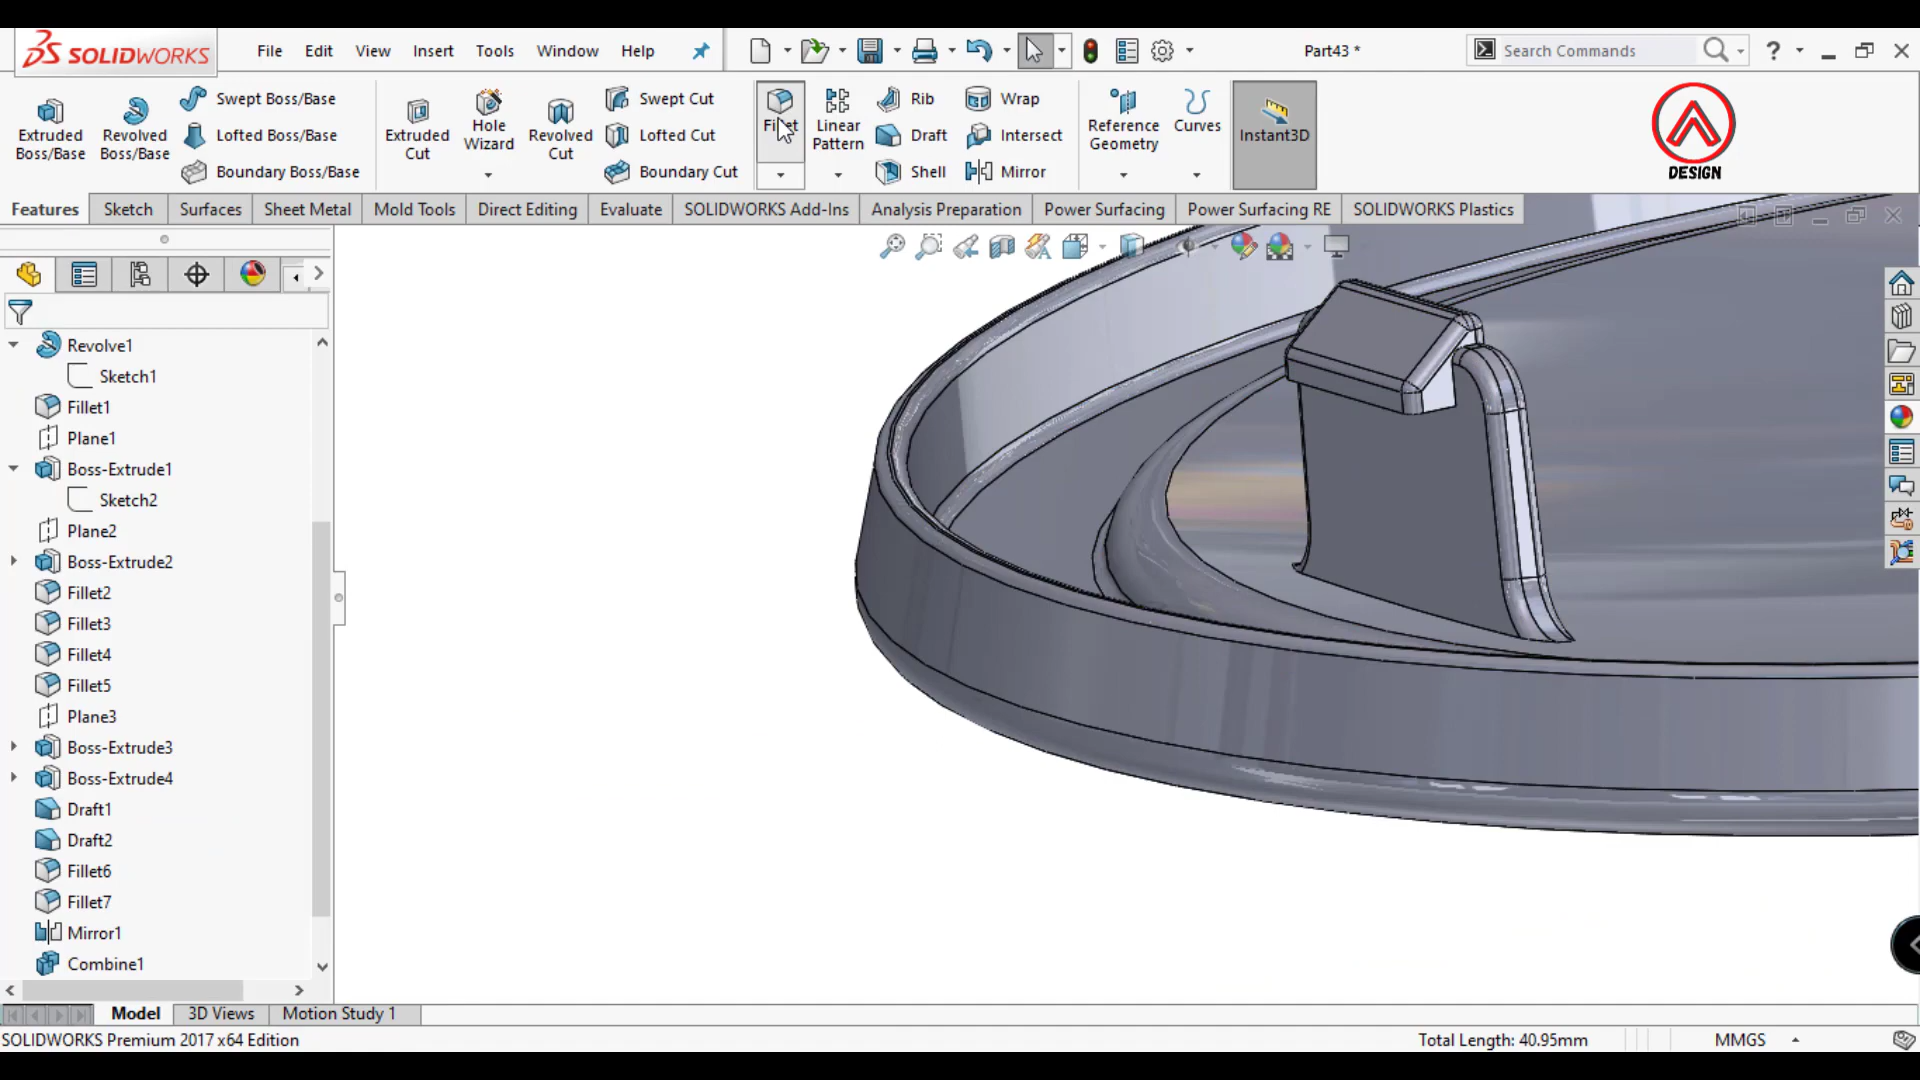 SOLIDWORKS File Edit View Insert Tools Window Help Part43 * Search Commands ?
Extruded Boss/Base
Revolved Boss/Base
Swept Boss/Base
Lofted Boss/Base
Boundary Boss/Base
Extruded Cut
Hole Wizard
Revolved Cut
Swept Cut
Lofted Cut
Boundary Cut
Fillet
Linear Pattern
Rib
Draft
Shell
Wrap
Intersect
Mirror
Reference Geometry
Curves
Instant3D
DESIGN
Features Sketch Surfaces Sheet Metal Mold Tools Direct Editing Evaluate SOLIDWORKS Add-Ins Analysis Preparation Power Surfacing Power Surfacing RE SOLIDWORKS Plastics
Revolve1
Sketch1
Fillet1
Plane1
Boss-Extrude1
Sketch2
Plane2
Boss-Extrude2
Fillet2
Fillet3
Fillet4
Fillet5
Plane3
Boss-Extrude3
Boss-Extrude4
Draft1
Draft2
Fillet6
Fillet7
Mirror1
Combine1
Model 3D Views Motion Study 1
SOLIDWORKS Premium 2017 x64 Edition Total Length: 40.95mm MMGS